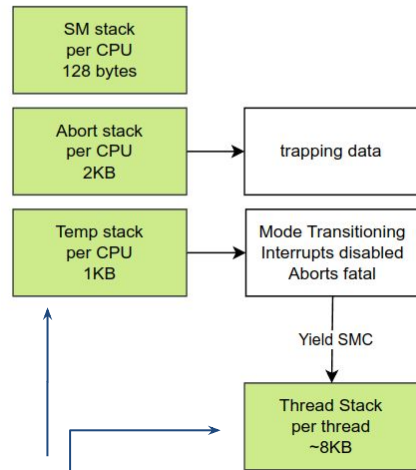 SM stack
per CPU
128 bytes
Abort stack
per CPU
2KB
trapping data
Temp stack
per CPU
1KB
Mode Transitioning
Interrupts disabled
Aborts fatal
Yield SMC
Thread Stack
per thread
~8KB